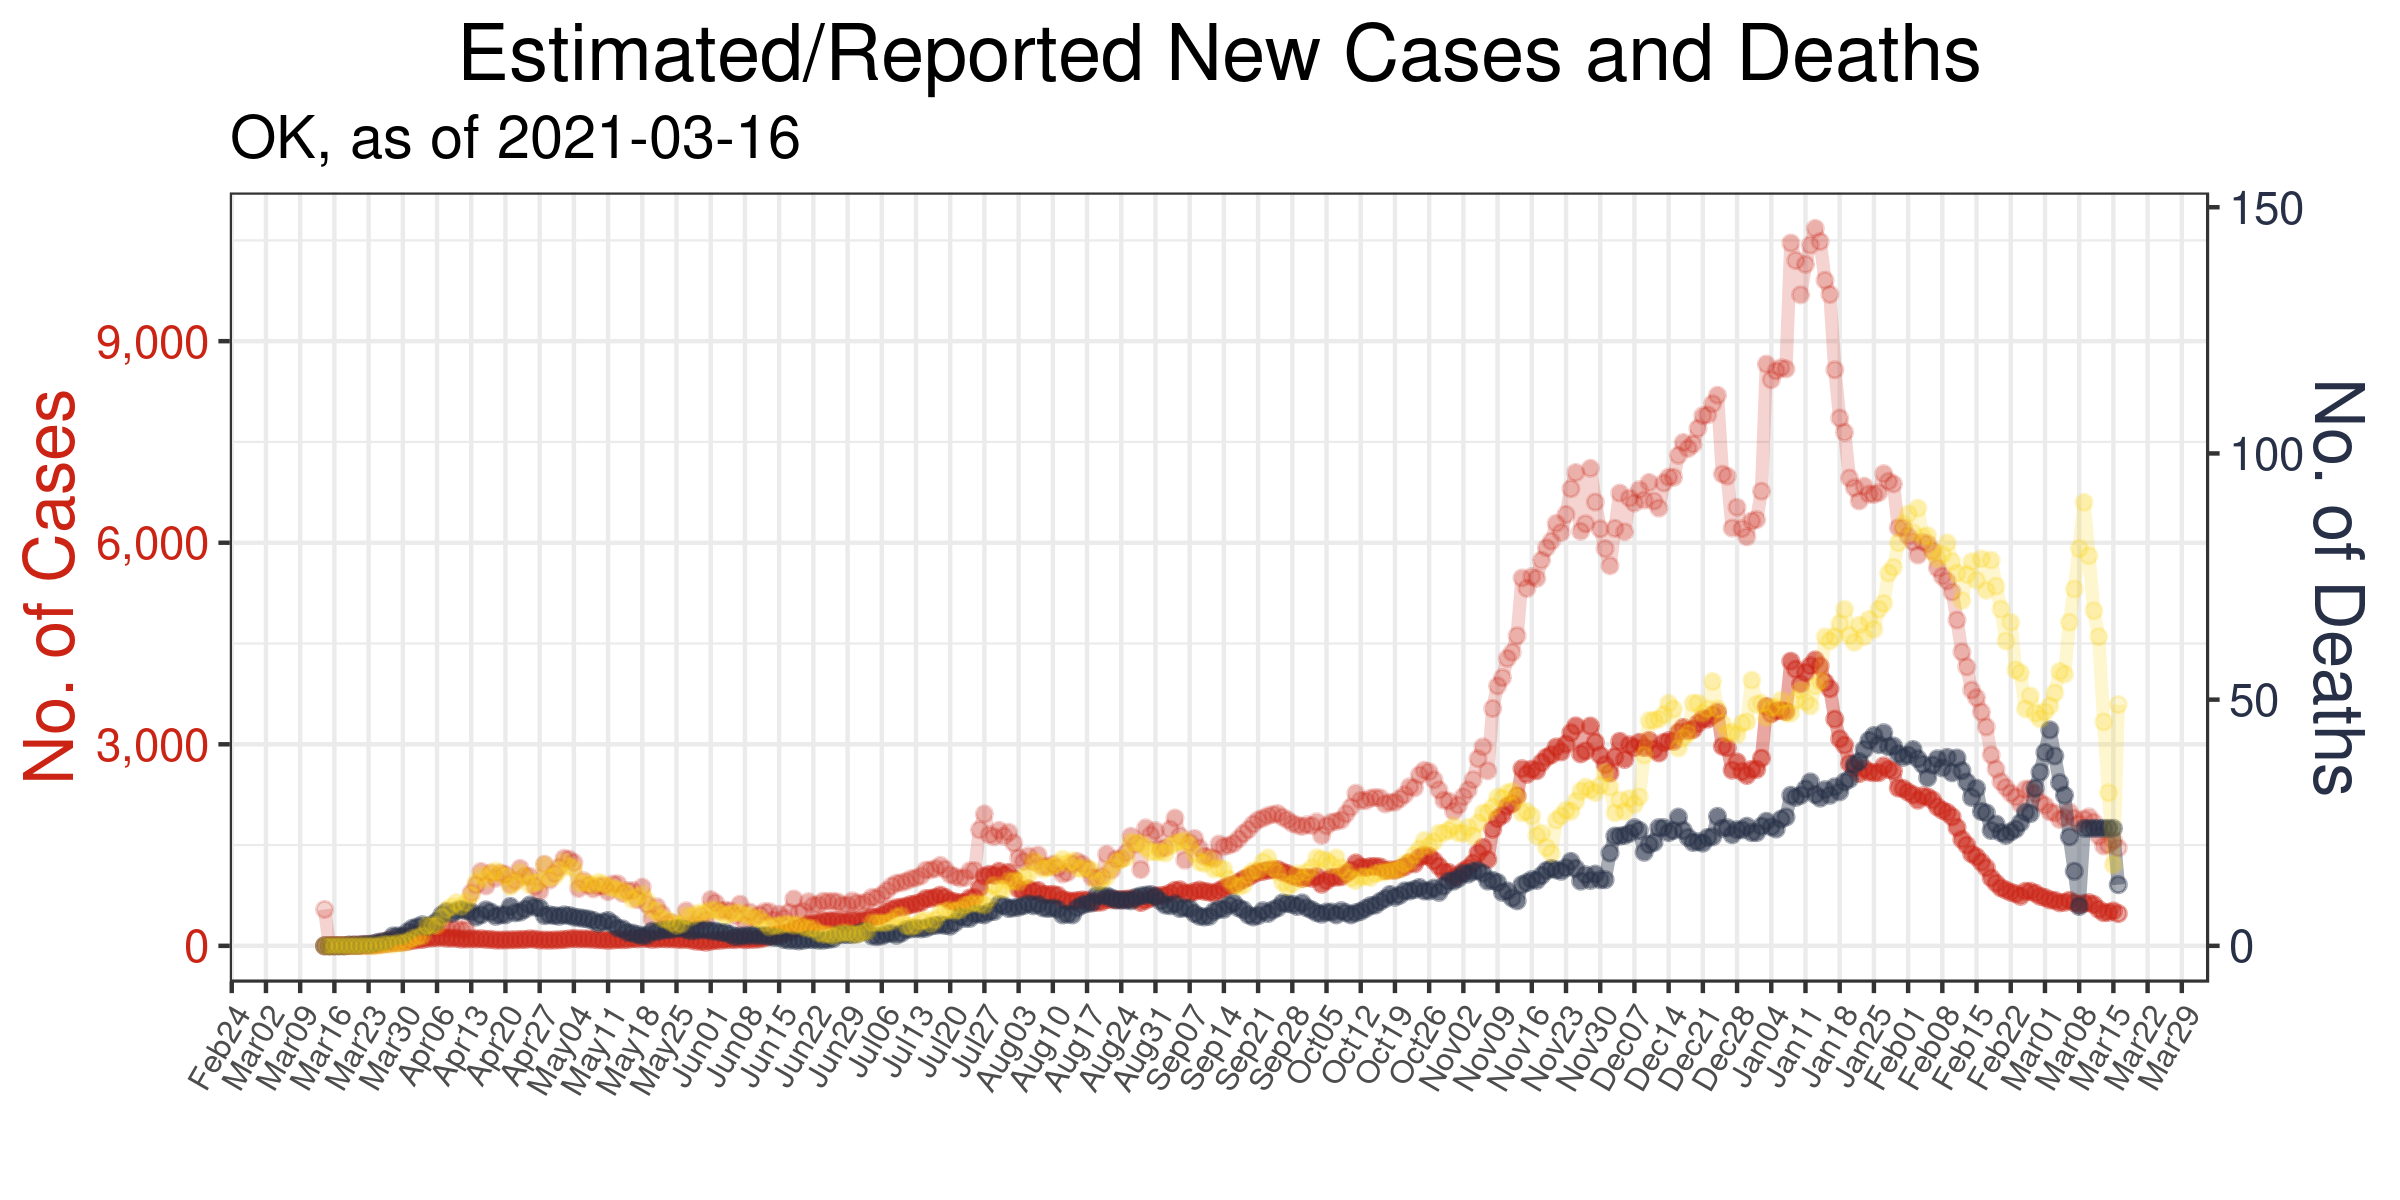 Estimated/Reported New Cases and Deaths
OK, as of 2021-03-16
No. of Cases
9,000
6,000
3,000
0
150
100
50
0
No. of Deaths
Feb24
Mar02
Mar09
Mar16
Mar23
Mar30
Apr06
Apr13
Apr20
Apr27
May04
May11
May18
May25
Jun01
Jun08
Jun15
Jun22
Jun29
Jul06
Jul13
Jul20
Jul27
Aug03
Aug10
Aug17
Aug24
Aug31
Sep07
Sep14
Sep21
Sep28
Oct05
Oct12
Oct19
Oct26
Nov02
Nov09
Nov16
Nov23
Nov30
Dec07
Dec14
Dec21
Dec28
Jan04
Jan11
Jan18
Jan25
Feb01
Feb08
Feb15
Feb22
Mar01
Mar08
Mar15
Mar22
Mar29